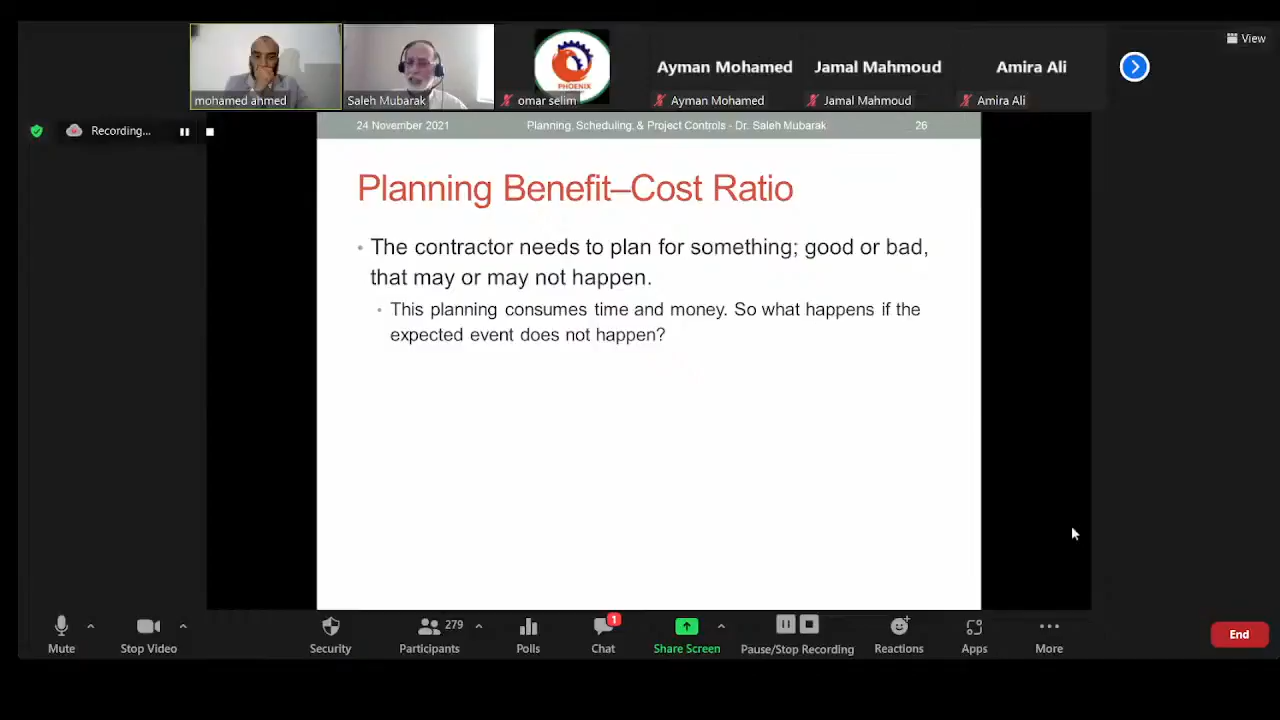 View
PHOENIX
Ayman Mohamed
Jamal Mahmoud
Amira Ali
mohamed ahmed
Saleh Mubarak
omar selim
Ayman Mohamed
Jamal Mahmoud
Amira Ali
Recording...
24 November 2021
Planning, Scheduling, & Project Controls - Dr. Saleh Mubarak
26
Planning Benefit–Cost Ratio
• The contractor needs to plan for something; good or bad,
that may or may not happen.
• This planning consumes time and money. So what happens if the
expected event does not happen?
Mute
Stop Video
Security
279
Participants
Polls
1
Chat
Share Screen
Pause/Stop Recording
Reactions
Apps
More
End